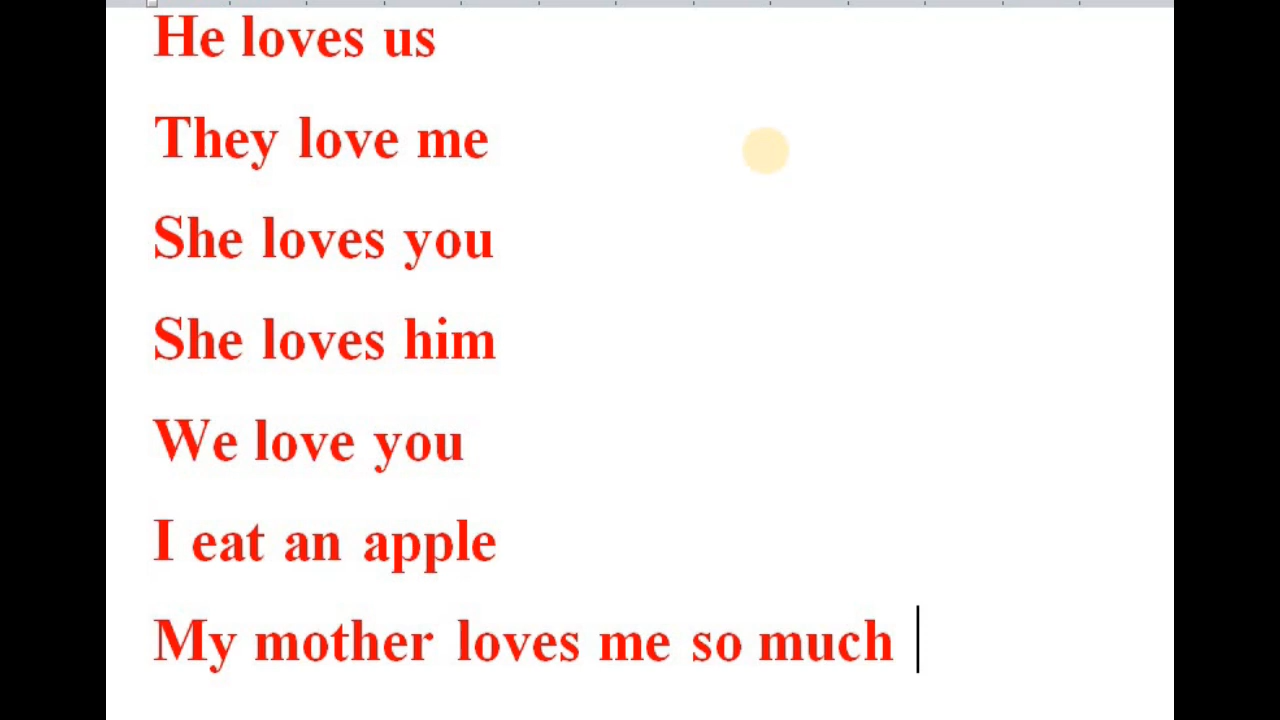 He loves us
They love me
She loves you
She loves him
We love you
I eat an apple
My mother loves me so much